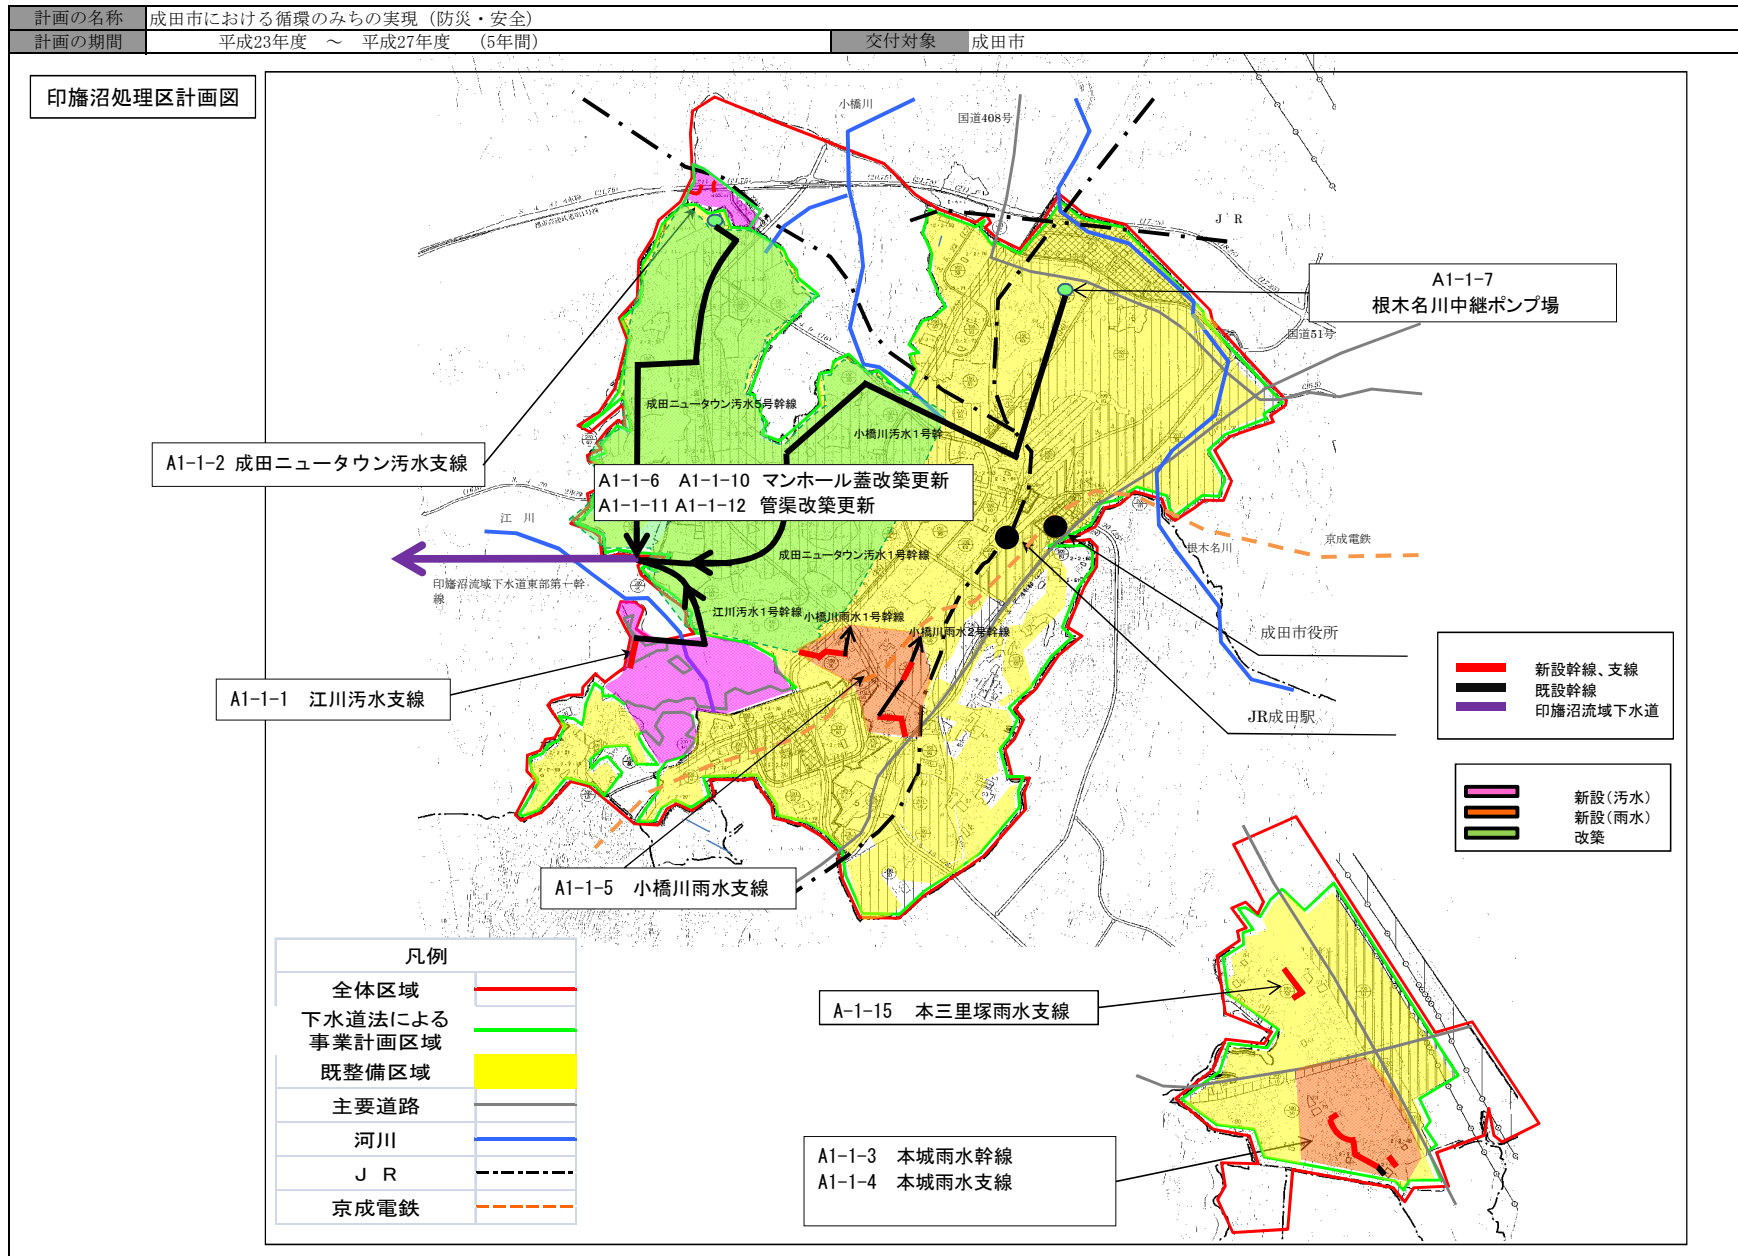 計画の名称 成田市における循環のみちの実現（防災・安全）
計画の期間 平成23年度 ～ 平成27年度 （5年間） 交付対象 成田市
印旛沼処理区計画図
小橋川
国道408号
J R
A1-1-7
根木名川中継ポンプ場
国道51号
成田ニュータウン汚水5号幹線
小橋川汚水1号幹
A1-1-2 成田ニュータウン汚水支線
A1-1-6 A1-1-10 マンホール蓋改築更新
A1-1-11 A1-1-12 管渠改築更新
江 川
成田ニュータウン汚水1号幹線
根木名川
京成電鉄
印旛沼流域下水道東部第一幹
線
江川汚水1号幹線
小橋川雨水1号幹線
小橋川雨水2号幹線
成田市役所
A1-1-1 江川汚水支線
JR成田駅
新設幹線、支線
既設幹線
印旛沼流域下水道
新設（汚水）
新設（雨水）
改築
A1-1-5 小橋川雨水支線
凡例
全体区域
下水道法による
事業計画区域
既整備区域
主要道路
河川
J R
京成電鉄
A-1-15 本三里塚雨水支線
A1-1-3 本城雨水幹線
A1-1-4 本城雨水支線